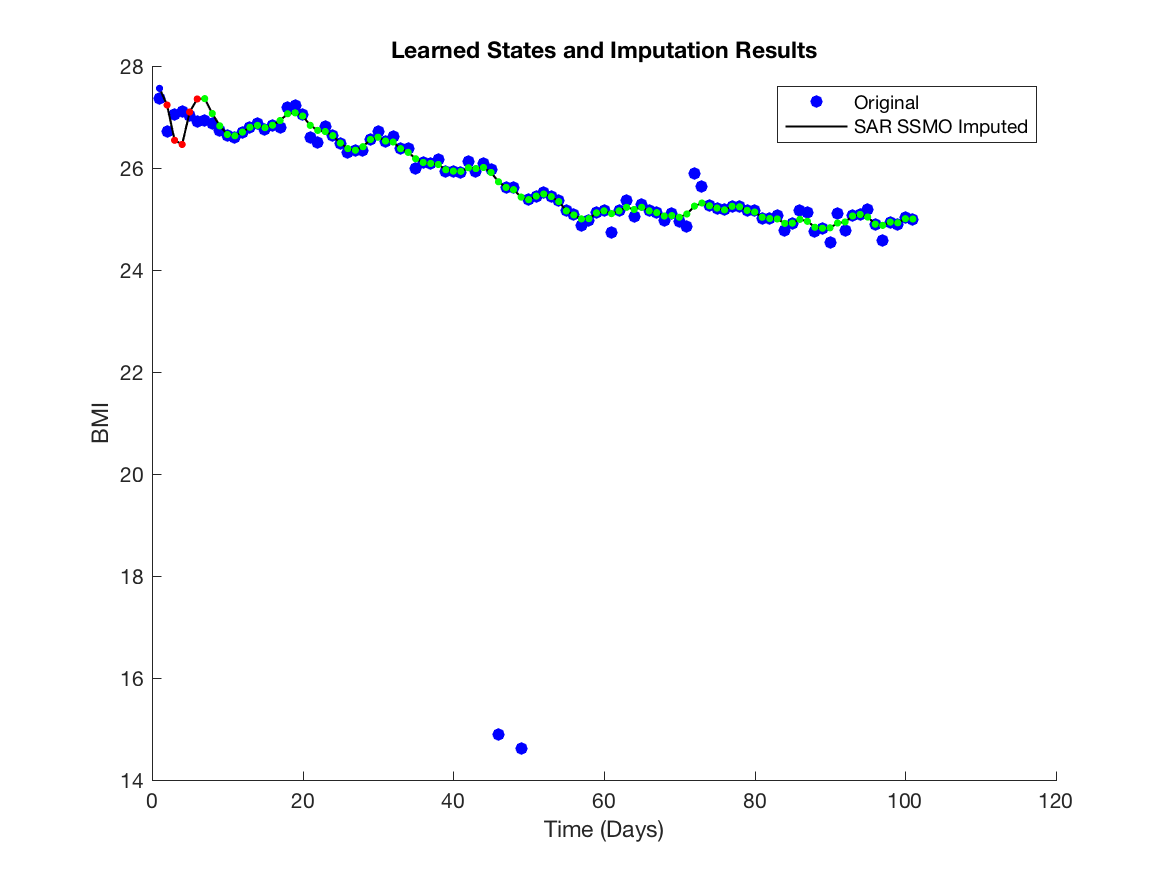 Learned States and Imputation Results
28
26
24
22
20
18
16
14
BMI
Original
SAR SSMO Imputed
0 20 40 60 80 100 120
Time (Days)